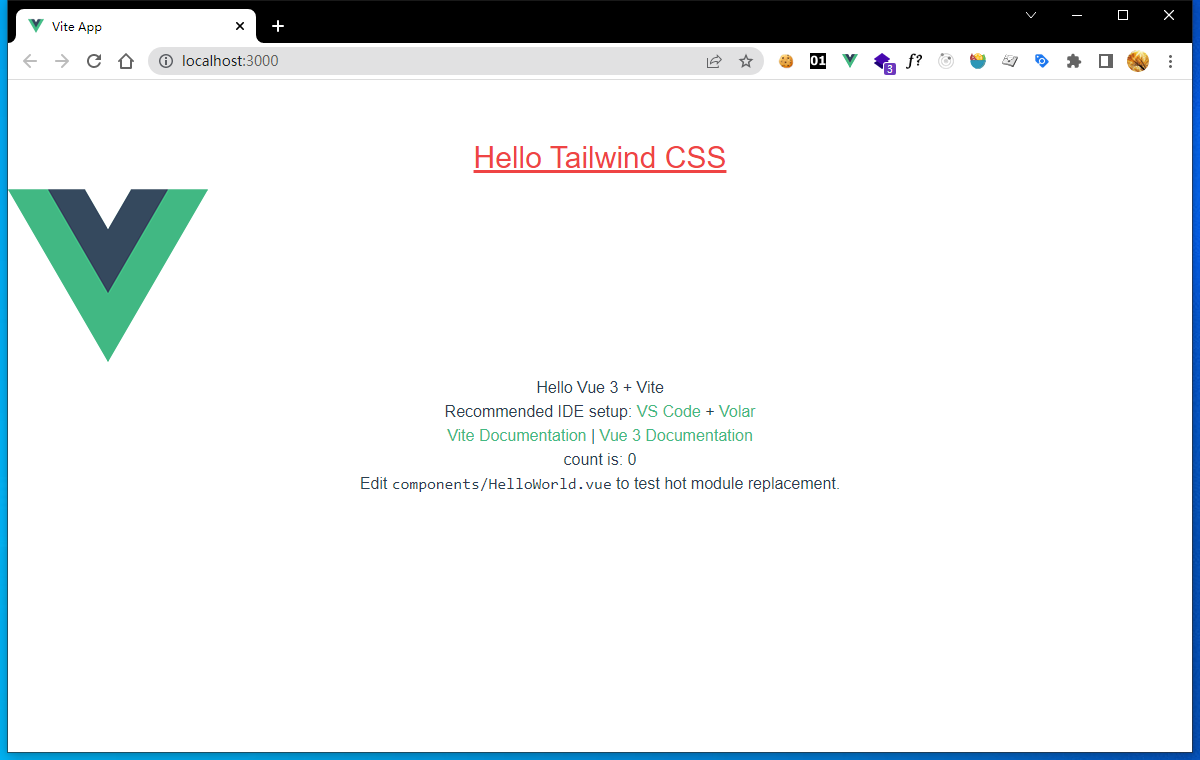 Vite App
localhost:3000
01
3
f?
Hello Tailwind CSS
Hello Vue 3 + Vite
Recommended IDE setup: VS Code + Volar
Vite Documentation | Vue 3 Documentation
count is: 0
Edit components/HelloWorld.vue to test hot module replacement.